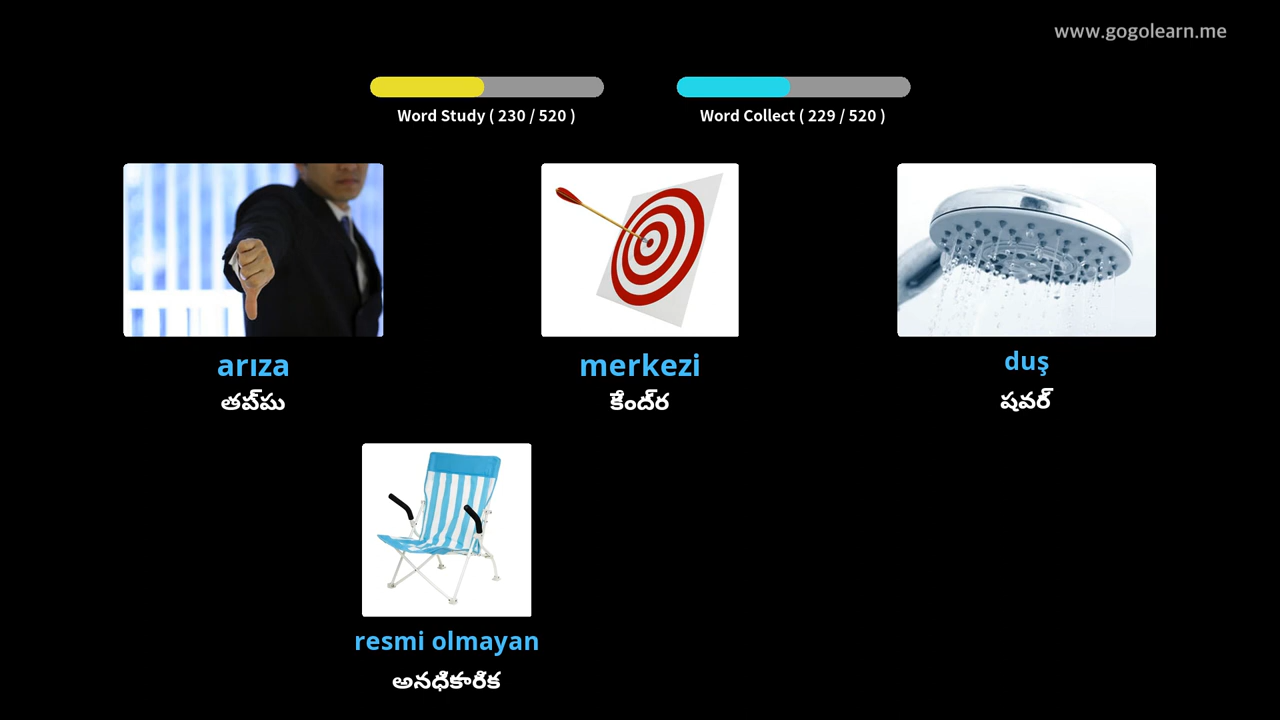 www.gogolearn.me
Word Study ( 230 / 520 )
Word Collect ( 229 / 520 )
arıza
merkezi
duş
తప్పు
కేంద్ర
షవర్
resmi olmayan
అనధికారిక